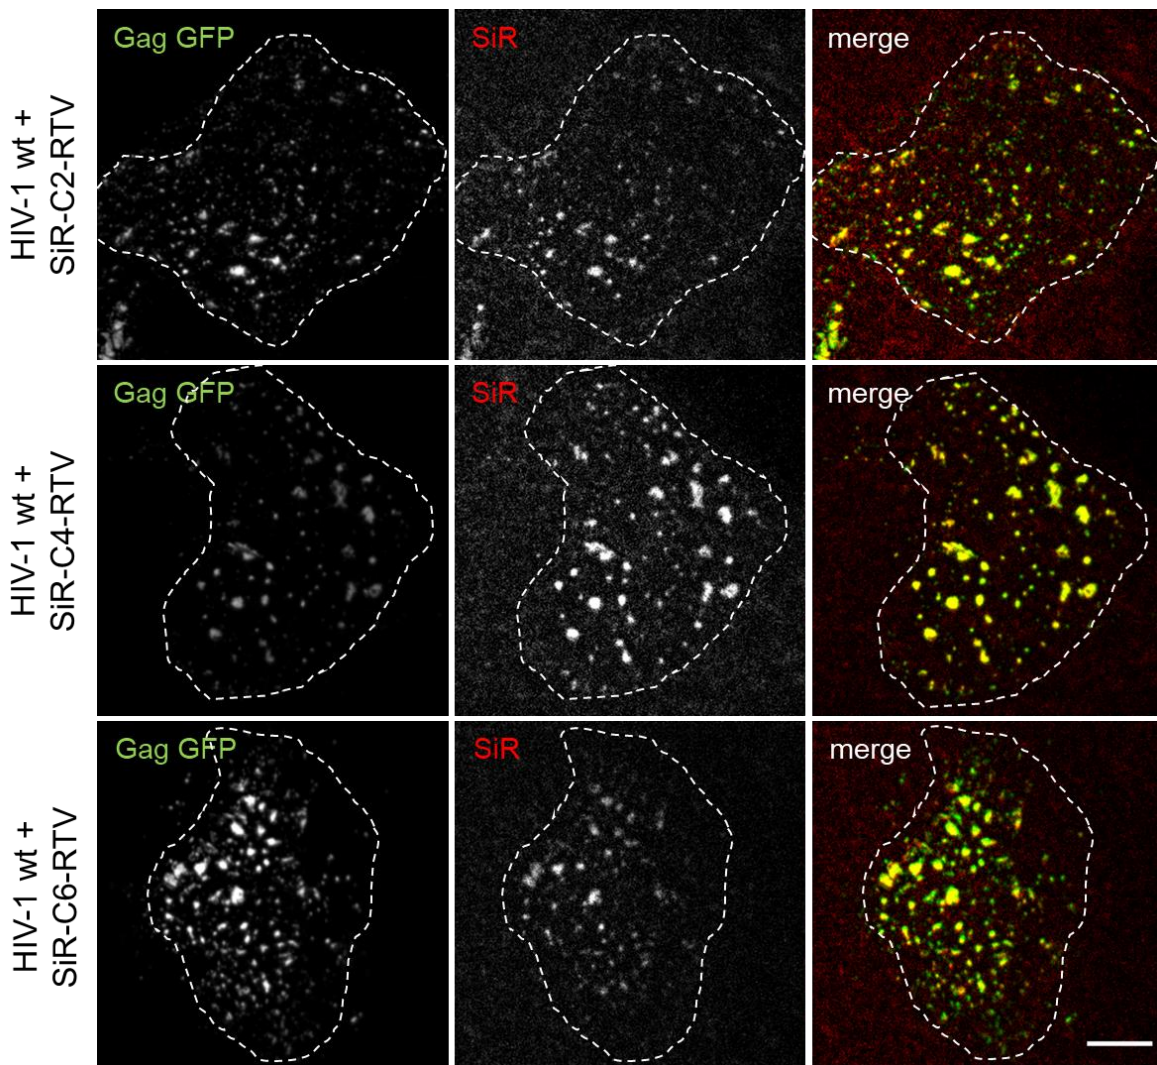 HIV-1 wt +
SiR-C2-RTV
Gag GFP
SiR
merge
HIV-1 wt +
SiR-C4-RTV
Gag GFP
SiR
merge
HIV-1 wt +
SiR-C6-RTV
Gag GFP
SiR
merge